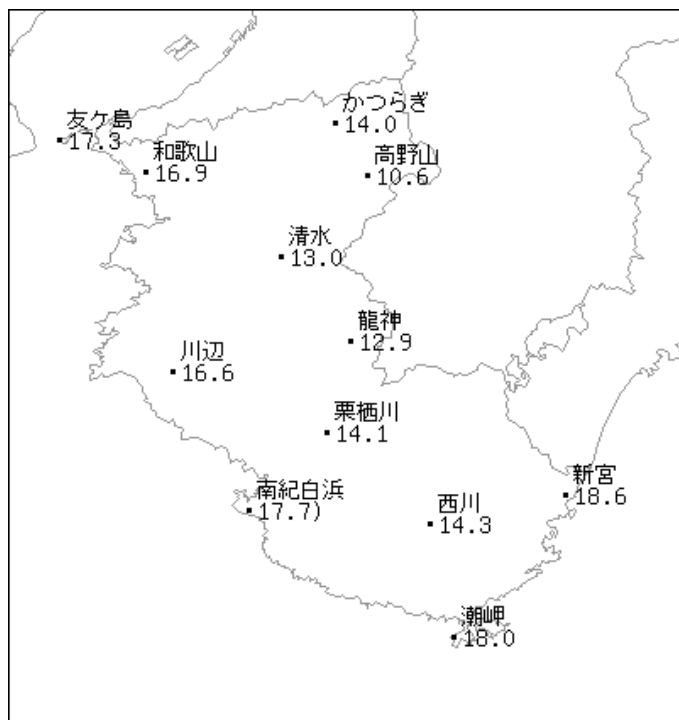 かつらぎ
14.0
友ケ島
17.3
和歌山
16.9
高野山
10.6
清水
13.0
龍神
12.9
川辺
16.6
栗栖川
14.1
新宮
18.6
南紀白浜
17.7)
西川
14.3
潮岬
18.0